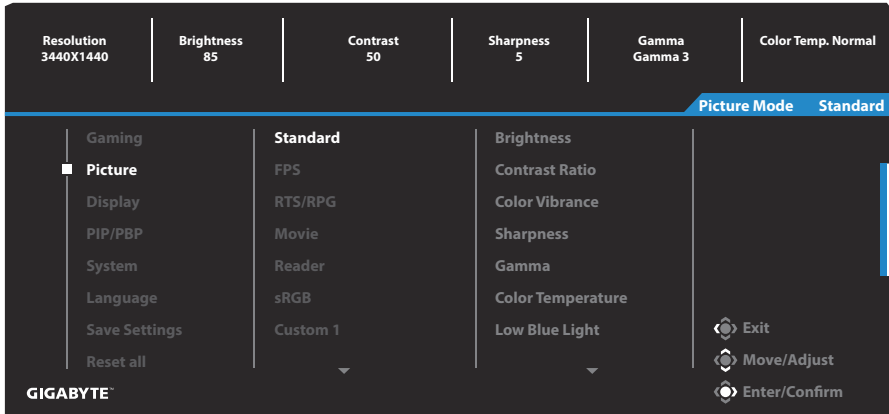 Resolution
3440X1440
Brightness
85
Contrast
50
Sharpness
5
Gamma
Gamma 3
Color Temp. Normal
Picture Mode Standard
Gaming
Picture
Display
PIP/PBP
System
Language
Save Settings
Reset all
Standard
FPS
RTS/RPG
Movie
Reader
sRGB
Custom 1
Brightness
Contrast Ratio
Color Vibrance
Sharpness
Gamma
Color Temperature
Low Blue Light
Exit
Move/Adjust
Enter/Confirm
GIGABYTE™